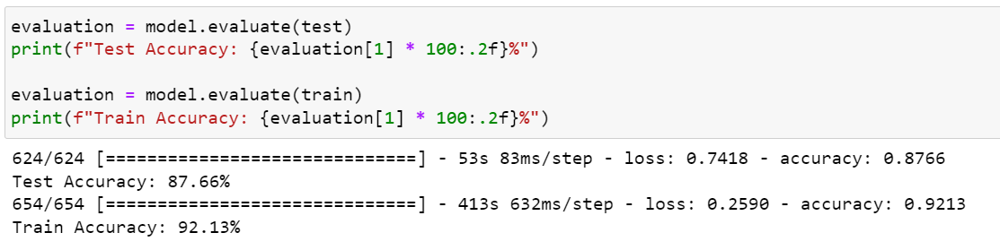 evaluation = model.evaluate(test)
print(f"Test Accuracy: {evaluation[1] * 100:.2f}%")
evaluation = model.evaluate(train)
print(f"Train Accuracy: {evaluation[1] * 100:.2f}%")
624/624 [==============================] - 53s 83ms/step - loss: 0.7418 - accuracy: 0.8766
Test Accuracy: 87.66%
654/654 [==============================] - 413s 632ms/step - loss: 0.2590 - accuracy: 0.9213
Train Accuracy: 92.13%